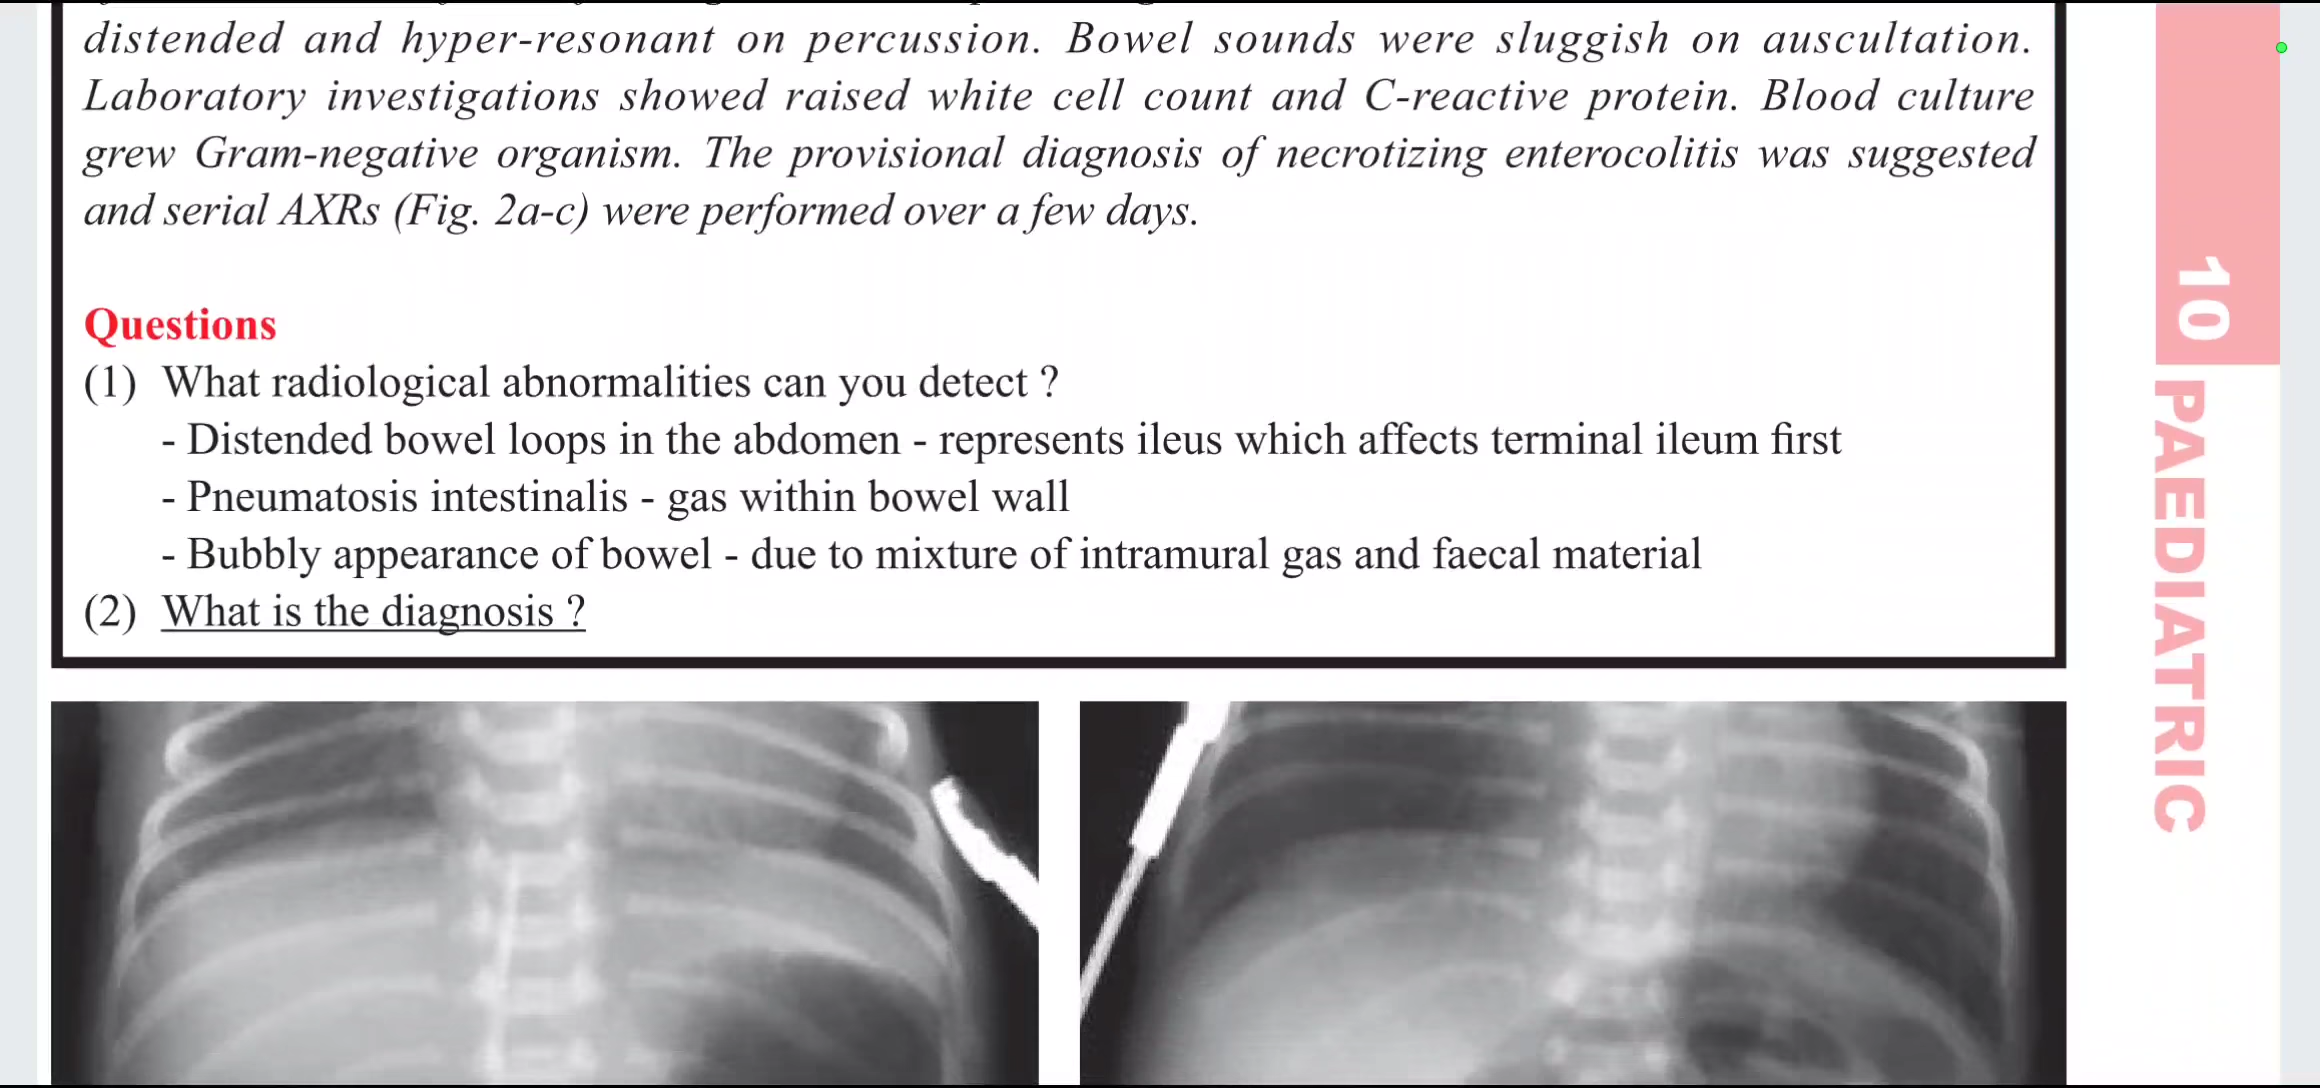 distended and hyper-resonant on percussion. Bowel sounds were sluggish on auscultation.
Laboratory investigations showed raised white cell count and C-reactive protein. Blood culture
grew Gram-negative organism. The provisional diagnosis of necrotizing enterocolitis was suggested
and serial AXRs (Fig. 2a-c) were performed over a few days.
Questions
(1) What radiological abnormalities can you detect ?
- Distended bowel loops in the abdomen - represents ileus which affects terminal ileum first
- Pneumatosis intestinalis - gas within bowel wall
- Bubbly appearance of bowel - due to mixture of intramural gas and faecal material
(2) What is the diagnosis ?
10 PAEDIATRIC